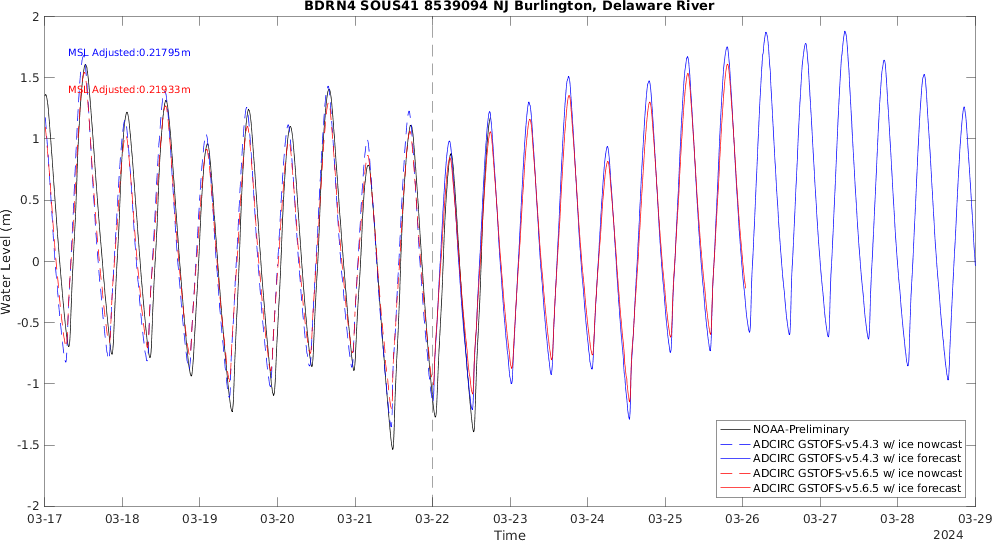 BDRN4 SOUS41 8539094 NJ Burlington, Delaware River
2
1.5
1
0.5
0
-0.5
-1
-1.5
-2
Water Level (m)
MSL Adjusted:0.21795m
MSL Adjusted:0.21933m
NOAA-Preliminary
ADCIRC GSTOFS-v5.4.3 w/ ice nowcast
ADCIRC GSTOFS-v5.4.3 w/ ice forecast
ADCIRC GSTOFS-v5.6.5 w/ ice nowcast
ADCIRC GSTOFS-v5.6.5 w/ ice forecast
03-17 03-18 03-19 03-20 03-21 03-22 03-23 03-24 03-25 03-26 03-27 03-28 03-29
Time
2024